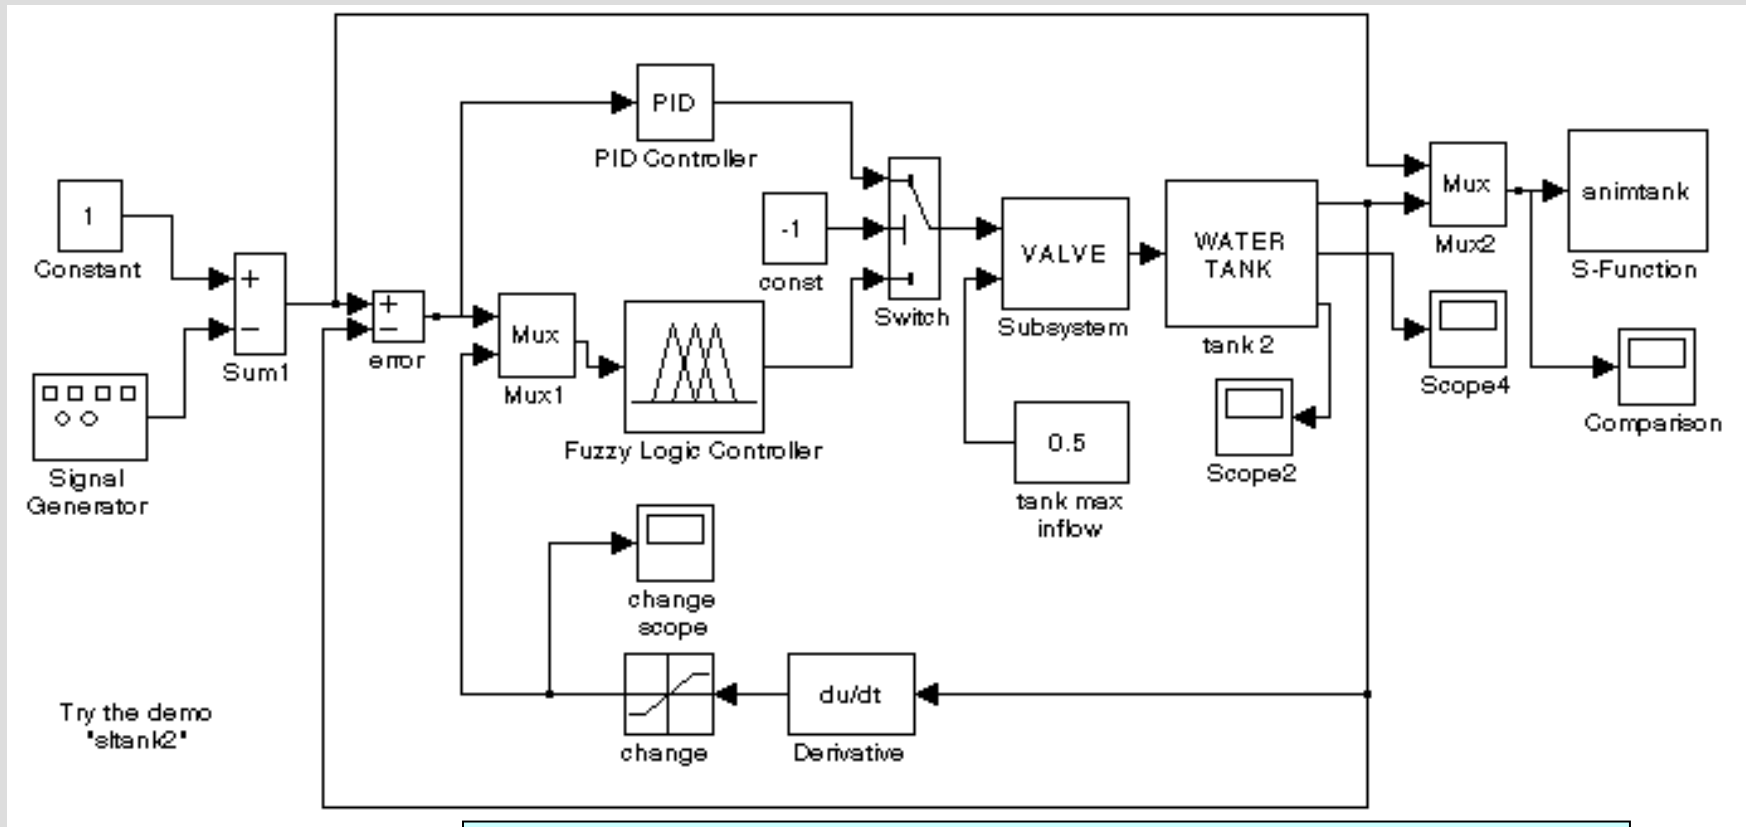 PID
PID Controller
1
Constant
+
−
Sum1
Signal
Generator
+
−
error
Mux
Mux1
Fuzzy Logic Controller
-1
const
Switch
VALVE
Subsystem
0.5
tank max
inflow
WATER
TANK
tank 2
Scope2
Mux
Mux2
animtank
S-Function
Scope4
Comparison
change
scope
change
du/dt
Derivative
Try the demo
"sltank2"